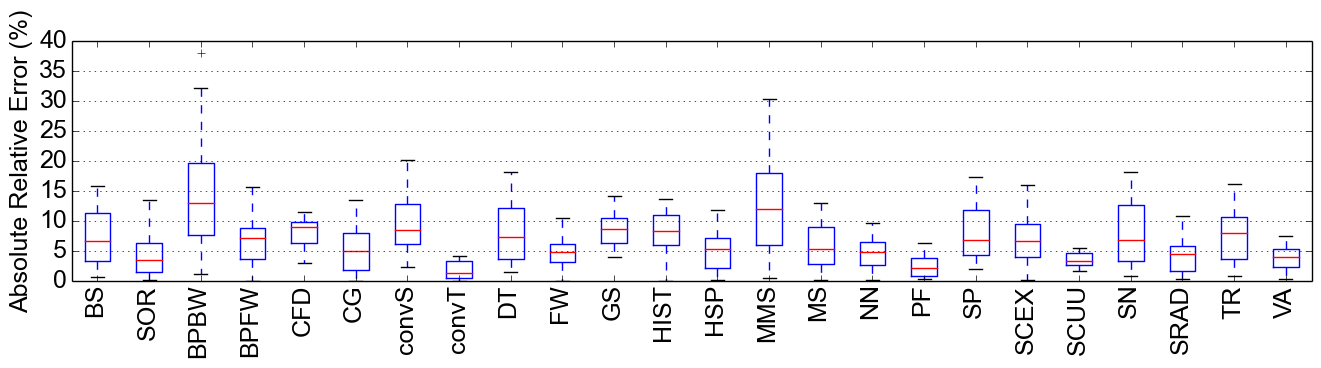 Absolute Relative Error (%)
40
35
30
25
20
15
10
5
0
BS
SOR
BPBW
BPFW
CFD
CG
convS
convT
DT
FW
GS
HIST
HSP
MMS
MS
NN
PF
SP
SCEX
SCUU
SN
SRAD
TR
VA